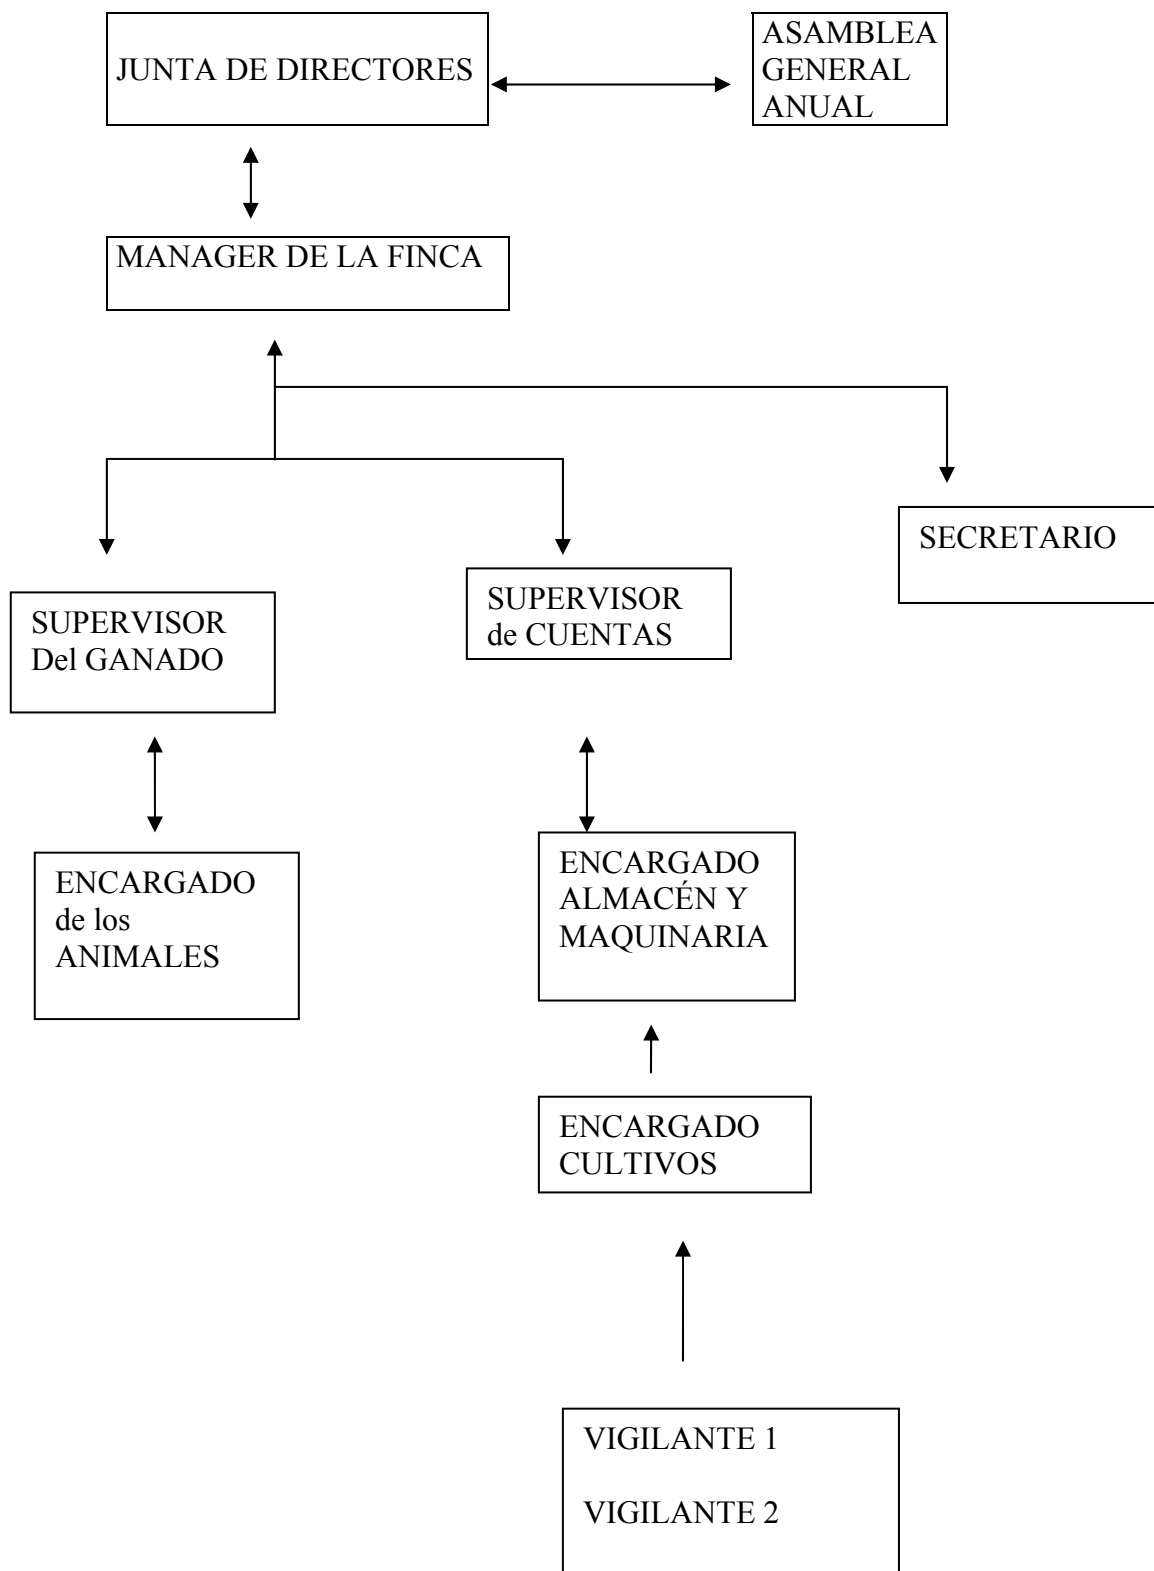 JUNTA DE DIRECTORES
ASAMBLEA
GENERAL
ANUAL
MANAGER DE LA FINCA
SECRETARIO
SUPERVISOR
de CUENTAS
SUPERVISOR
Del GANADO
ENCARGADO
de los
ANIMALES
ENCARGADO
ALMACÉN Y
MAQUINARIA
ENCARGADO
CULTIVOS
VIGILANTE 1
VIGILANTE 2